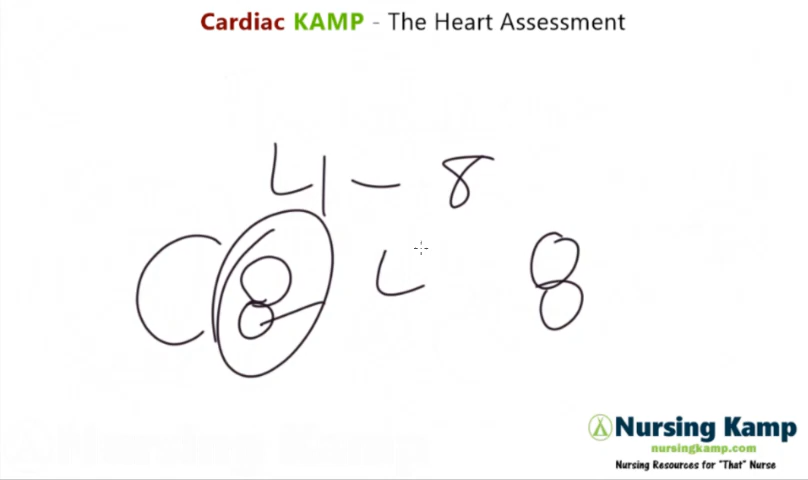 Cardiac KAMP - The Heart Assessment
4 - 8
8
8
Nursing Kamp
nursingkamp.com
Nursing Resources for "That" Nurse